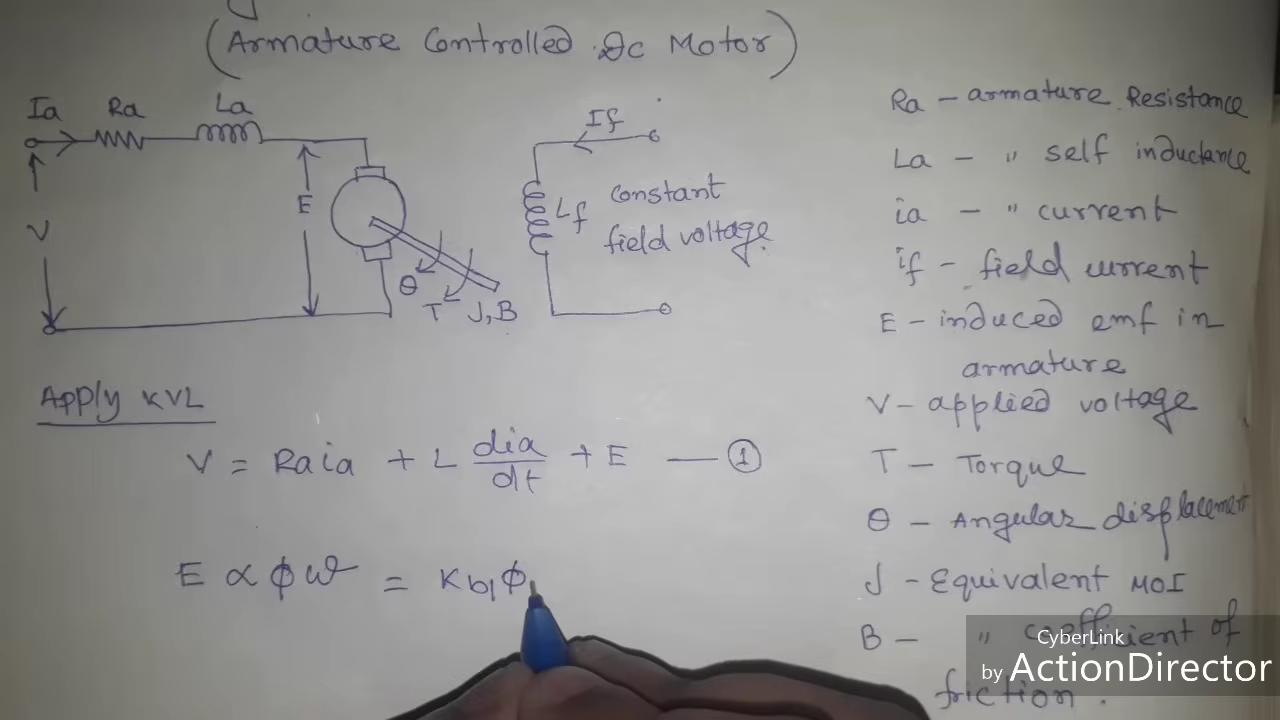 (Armature Controlled DC Motor)
Ia Ra La
V
E
θ T J,B
If
Lf constant
field voltage.
Ra - armature Resistance
La - " self inductance
ia - " current
if - field current
E - induced emf in
armature
V - applied voltage
T - Torque
θ - Angular displacement
J - Equivalent MOI
B - " coefficient of
friction.
Apply KVL
V = Raia + L dia/dt + E — ①
E ∝ ϕ ω = Kb1ϕ
CyberLink
by ActionDirector